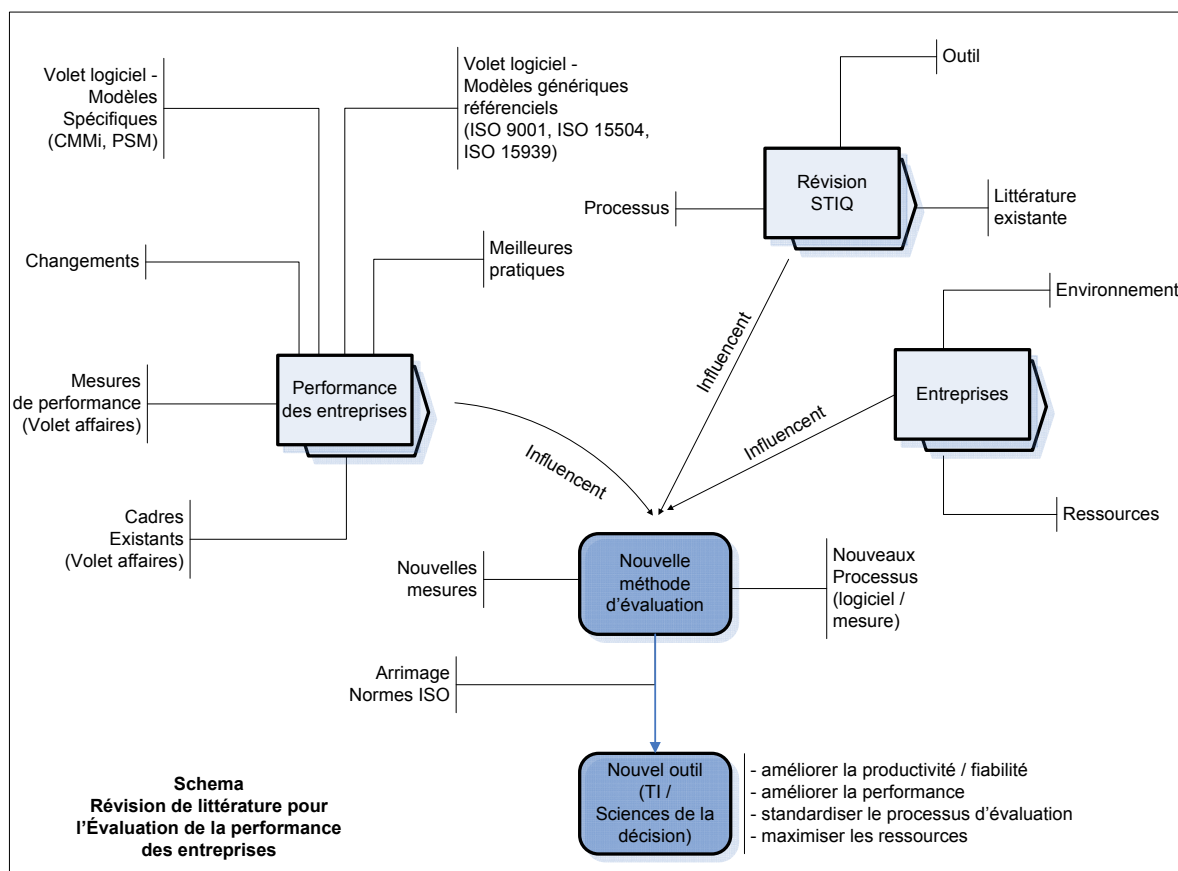 Volet logiciel -
Modèles
Spécifiques
(CMMi, PSM)
Volet logiciel -
Modèles génériques
référenciels
(ISO 9001, ISO 15504,
ISO 15939)
Outil
Révision
STIQ
Processus
Littérature
existante
Changements
Meilleures
pratiques
Environnement
Mesures
de performance
(Volet affaires)
Performance
des entreprises
Entreprises
Influencent
Influencent
Influencent
Cadres
Existants
(Volet affaires)
Ressources
Nouvelles
mesures
Nouvelle
méthode
d'évaluation
Nouveaux
Processus
(logiciel /
mesure)
Arrimage
Normes ISO
Nouvel outil
(TI /
Sciences de la
décision)
- améliorer la productivité / fiabilité
- améliorer la performance
- standardiser le processus d'évaluation
- maximiser les ressources
Schema
Révision de littérature pour
l'Évaluation de la performance
des entreprises